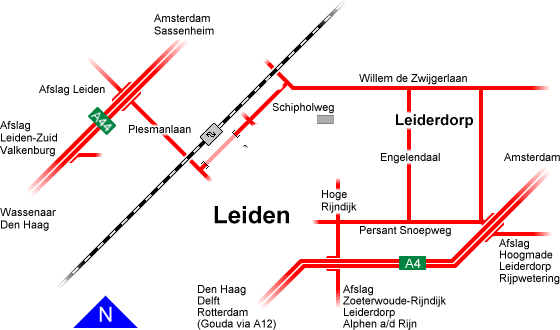 Amsterdam
Sassenheim
Afslag Leiden
A44
Afslag
Leiden-Zuid
Valkenburg
Plesmanlaan
Wassenaar
Den Haag
Schipholweg
Willem de Zwijgerlaan
Leiderdorp
Engelendaal
Amsterdam
Hoge
Rijndijk
Leiden
Persant Snoepweg
Afslag
Hoogmade
Leiderdorp
Rijpwetering
A4
Den Haag
Delft
Rotterdam
(Gouda via A12)
Afslag
Zoeterwoude-Rijndijk
Leiderdorp
Alphen a/d Rijn
N